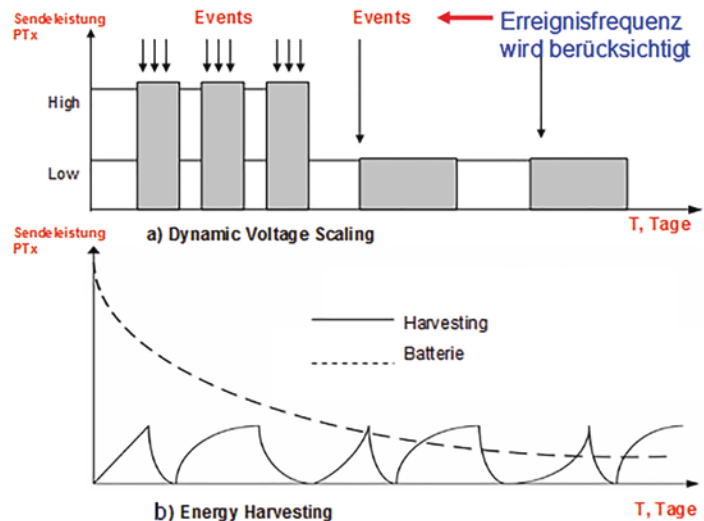 Sendeleistung
PTx
Events
Events
Erreignisfrequenz
wird berücksichtigt
High
Low
T, Tage
a) Dynamic Voltage Scaling
Sendeleistung
PTx
Harvesting
Batterie
b) Energy Harvesting
T, Tage